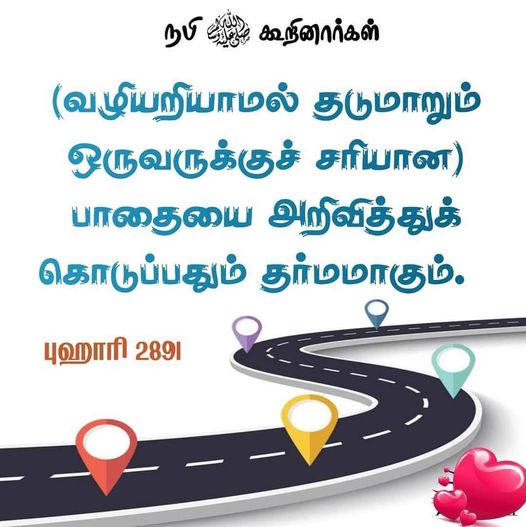 நபி ﷺ கூறினார்கள்
(வழியறியாமல் தடுமாறும்
ஒருவருக்குச் சரியான)
பாதையை அறிவித்துக்
கொடுப்பதும் தர்மமாகும்.
புஹாரி 2891